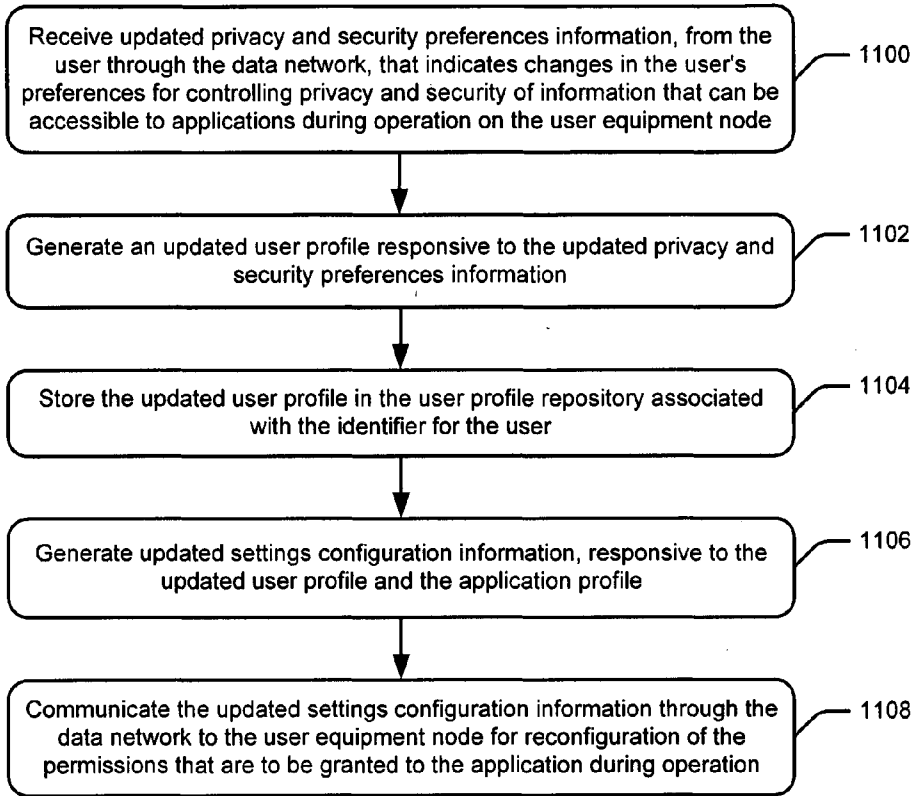 Receive updated privacy and security preferences information, from the
user through the data network, that indicates changes in the user's
preferences for controlling privacy and security of information that can be
accessible to applications during operation on the user equipment node
1100
Generate an updated user profile responsive to the updated privacy and
security preferences information
1102
Store the updated user profile in the user profile repository associated
with the identifier for the user
1104
Generate updated settings configuration information, responsive to the
updated user profile and the application profile
1106
Communicate the updated settings configuration information through the
data network to the user equipment node for reconfiguration of the
permissions that are to be granted to the application during operation
1108